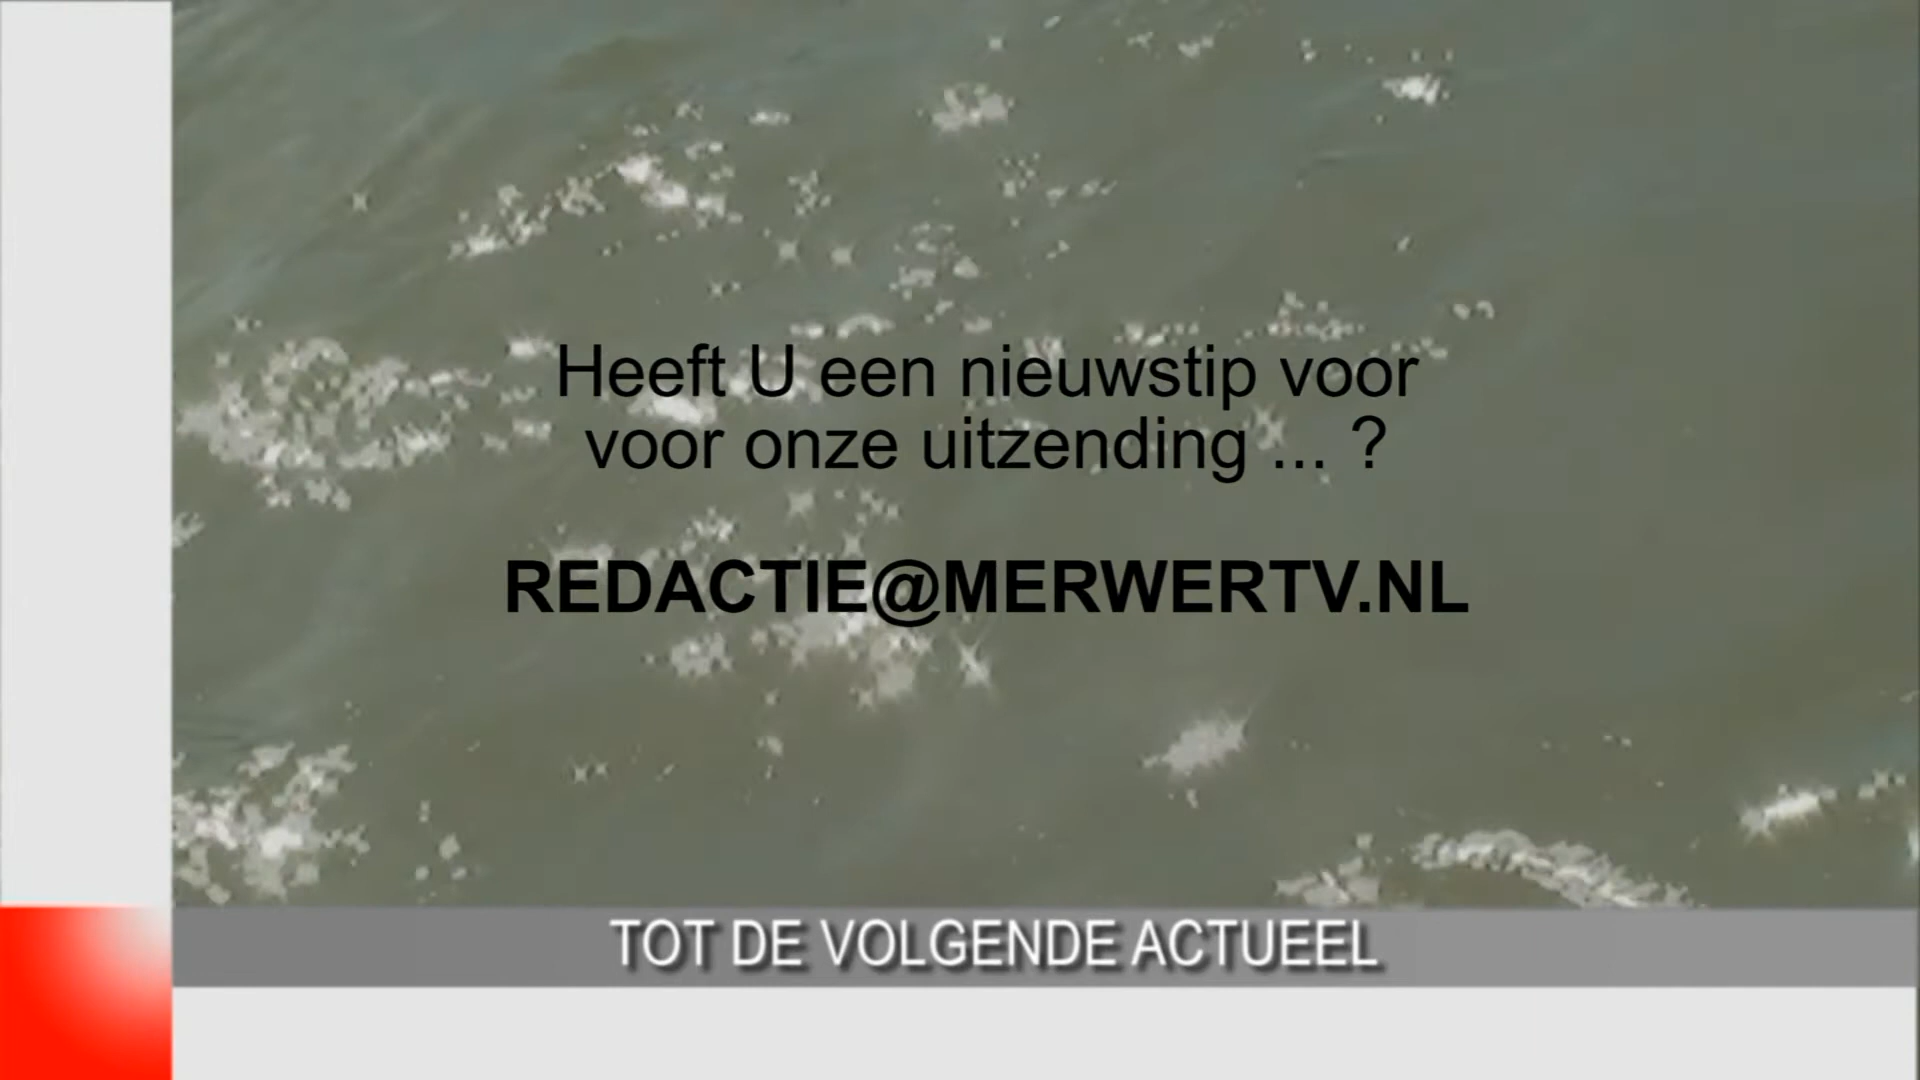 Heeft U een nieuwstip voor
voor onze uitzending ... ?
REDACTIE@MERWERTV.NL
TOT DE VOLGENDE ACTUEEL